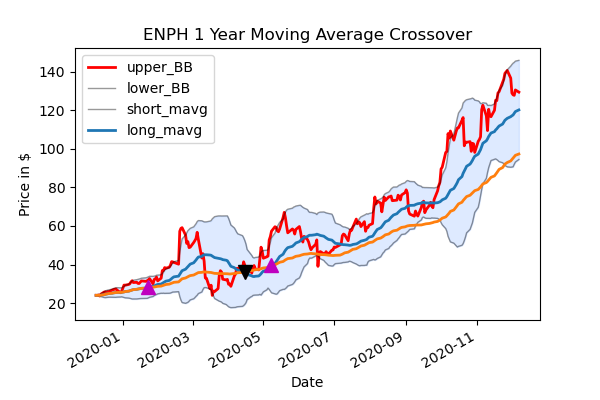 ENPH 1 Year Moving Average Crossover
upper_BB
lower_BB
short_mavg
long_mavg
Price in $
140
120
100
80
60
40
20
2020-01
2020-03
2020-05
2020-07
2020-09
2020-11
Date